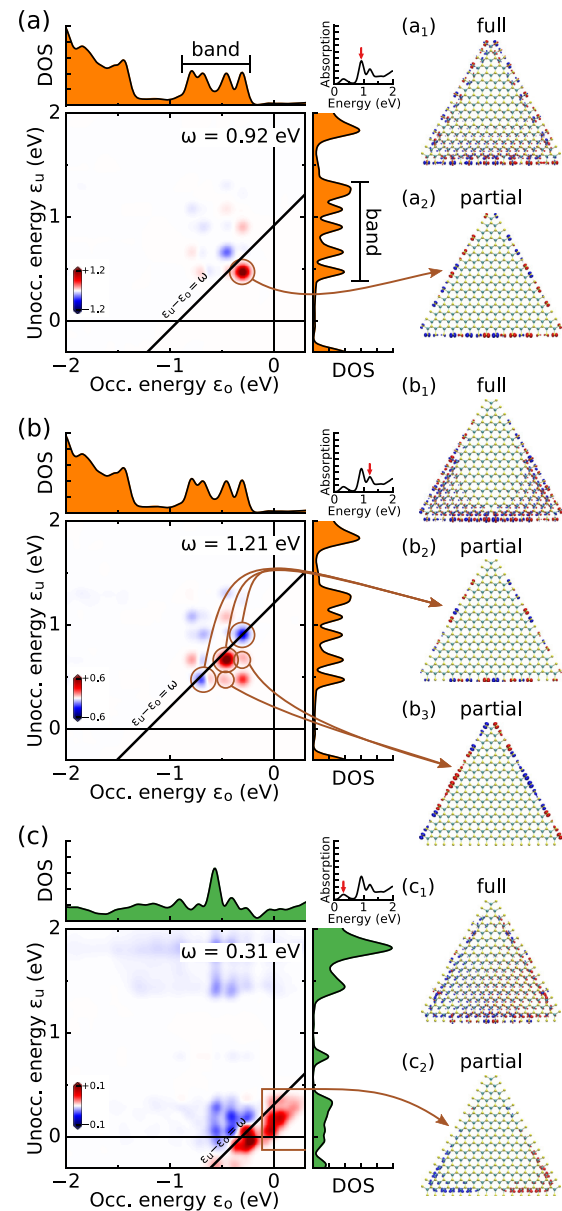 (a)
DOS
band
Absorption
0 1 2
Energy (eV)
(a₁) full
ω = 0.92 eV
Unocc. energy εᵤ (eV)
2
1
0
+1.2
−1.2
εᵤ−εₒ=ω
band
(a₂) partial
−2 −1 0
Occ. energy εₒ (eV)
DOS
(b)
DOS
Absorption
0 1 2
Energy (eV)
(b₁) full
ω = 1.21 eV
Unocc. energy εᵤ (eV)
2
1
0
+0.6
−0.6
εᵤ−εₒ=ω
(b₂) partial
(b₃) partial
−2 −1 0
Occ. energy εₒ (eV)
DOS
(c)
DOS
Absorption
0 1 2
Energy (eV)
(c₁) full
ω = 0.31 eV
Unocc. energy εᵤ (eV)
2
1
0
+0.1
−0.1
εᵤ−εₒ=ω
(c₂) partial
−2 −1 0
Occ. energy εₒ (eV)
DOS